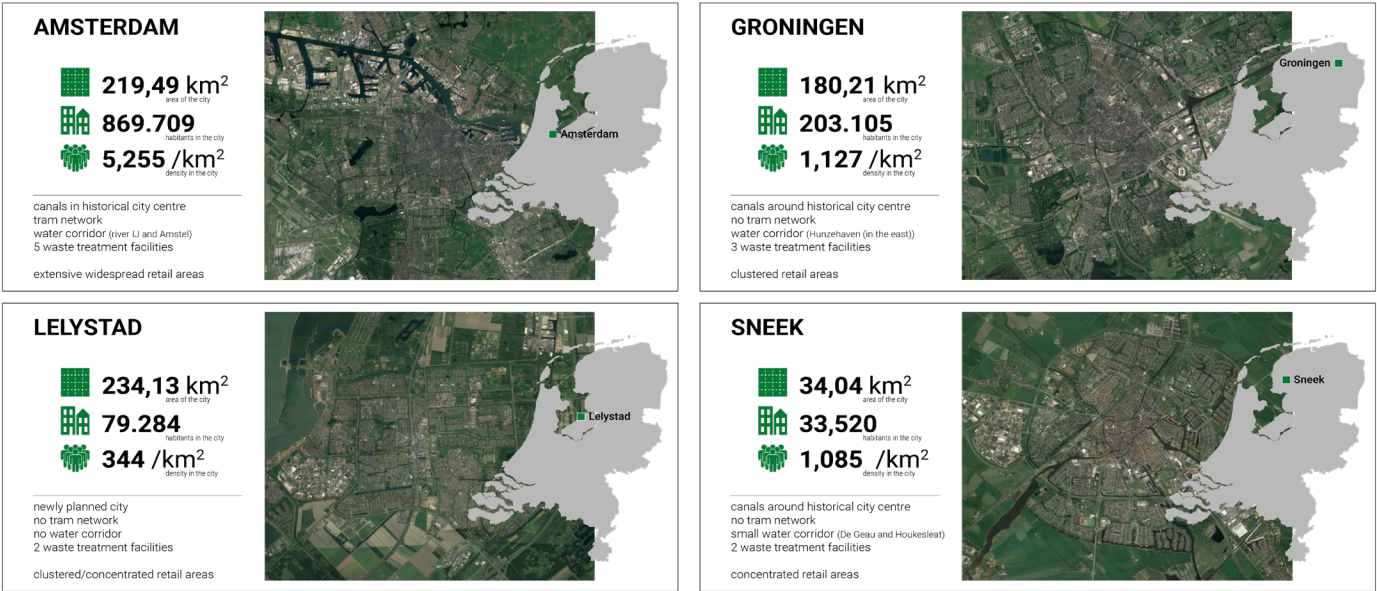 AMSTERDAM
219,49 km²
area of the city
869.709
habitants in the city
5,255 /km²
density in the city
canals in historical city centre
tram network
water corridor (river IJ and Amstel)
5 waste treatment facilities
extensive widespread retail areas
Amsterdam
GRONINGEN
180,21 km²
area of the city
203.105
habitants in the city
1,127 /km²
density in the city
canals around historical city centre
no tram network
water corridor (Hunzehaven (in the east))
3 waste treatment facilities
clustered retail areas
Groningen
LELYSTAD
234,13 km²
area of the city
79.284
habitants in the city
344 /km²
density in the city
newly planned city
no tram network
no water corridor
2 waste treatment facilities
clustered/concentrated retail areas
Lelystad
SNEEK
34,04 km²
area of the city
33,520
habitants in the city
1,085 /km²
density in the city
canals around historical city centre
no tram network
small water corridor (De Geau and Houkesleat)
2 waste treatment facilities
concentrated retail areas
Sneek